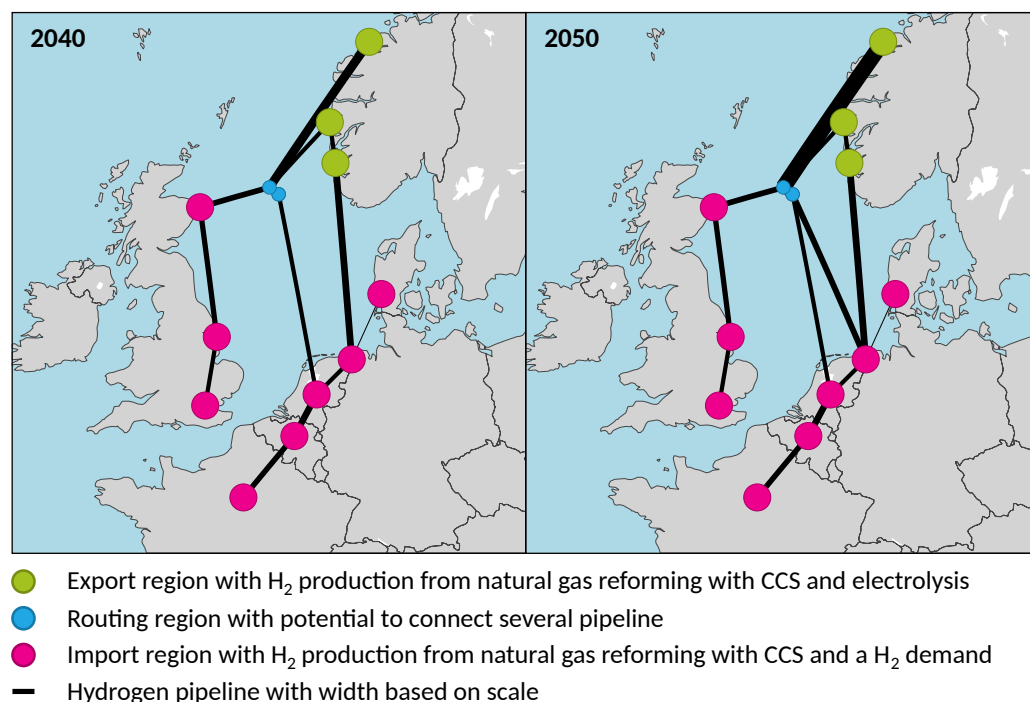 2040
2050
Export region with H₂ production from natural gas reforming with CCS and electrolysis
Routing region with potential to connect several pipeline
Import region with H₂ production from natural gas reforming with CCS and a H₂ demand
Hydrogen pipeline with width based on scale